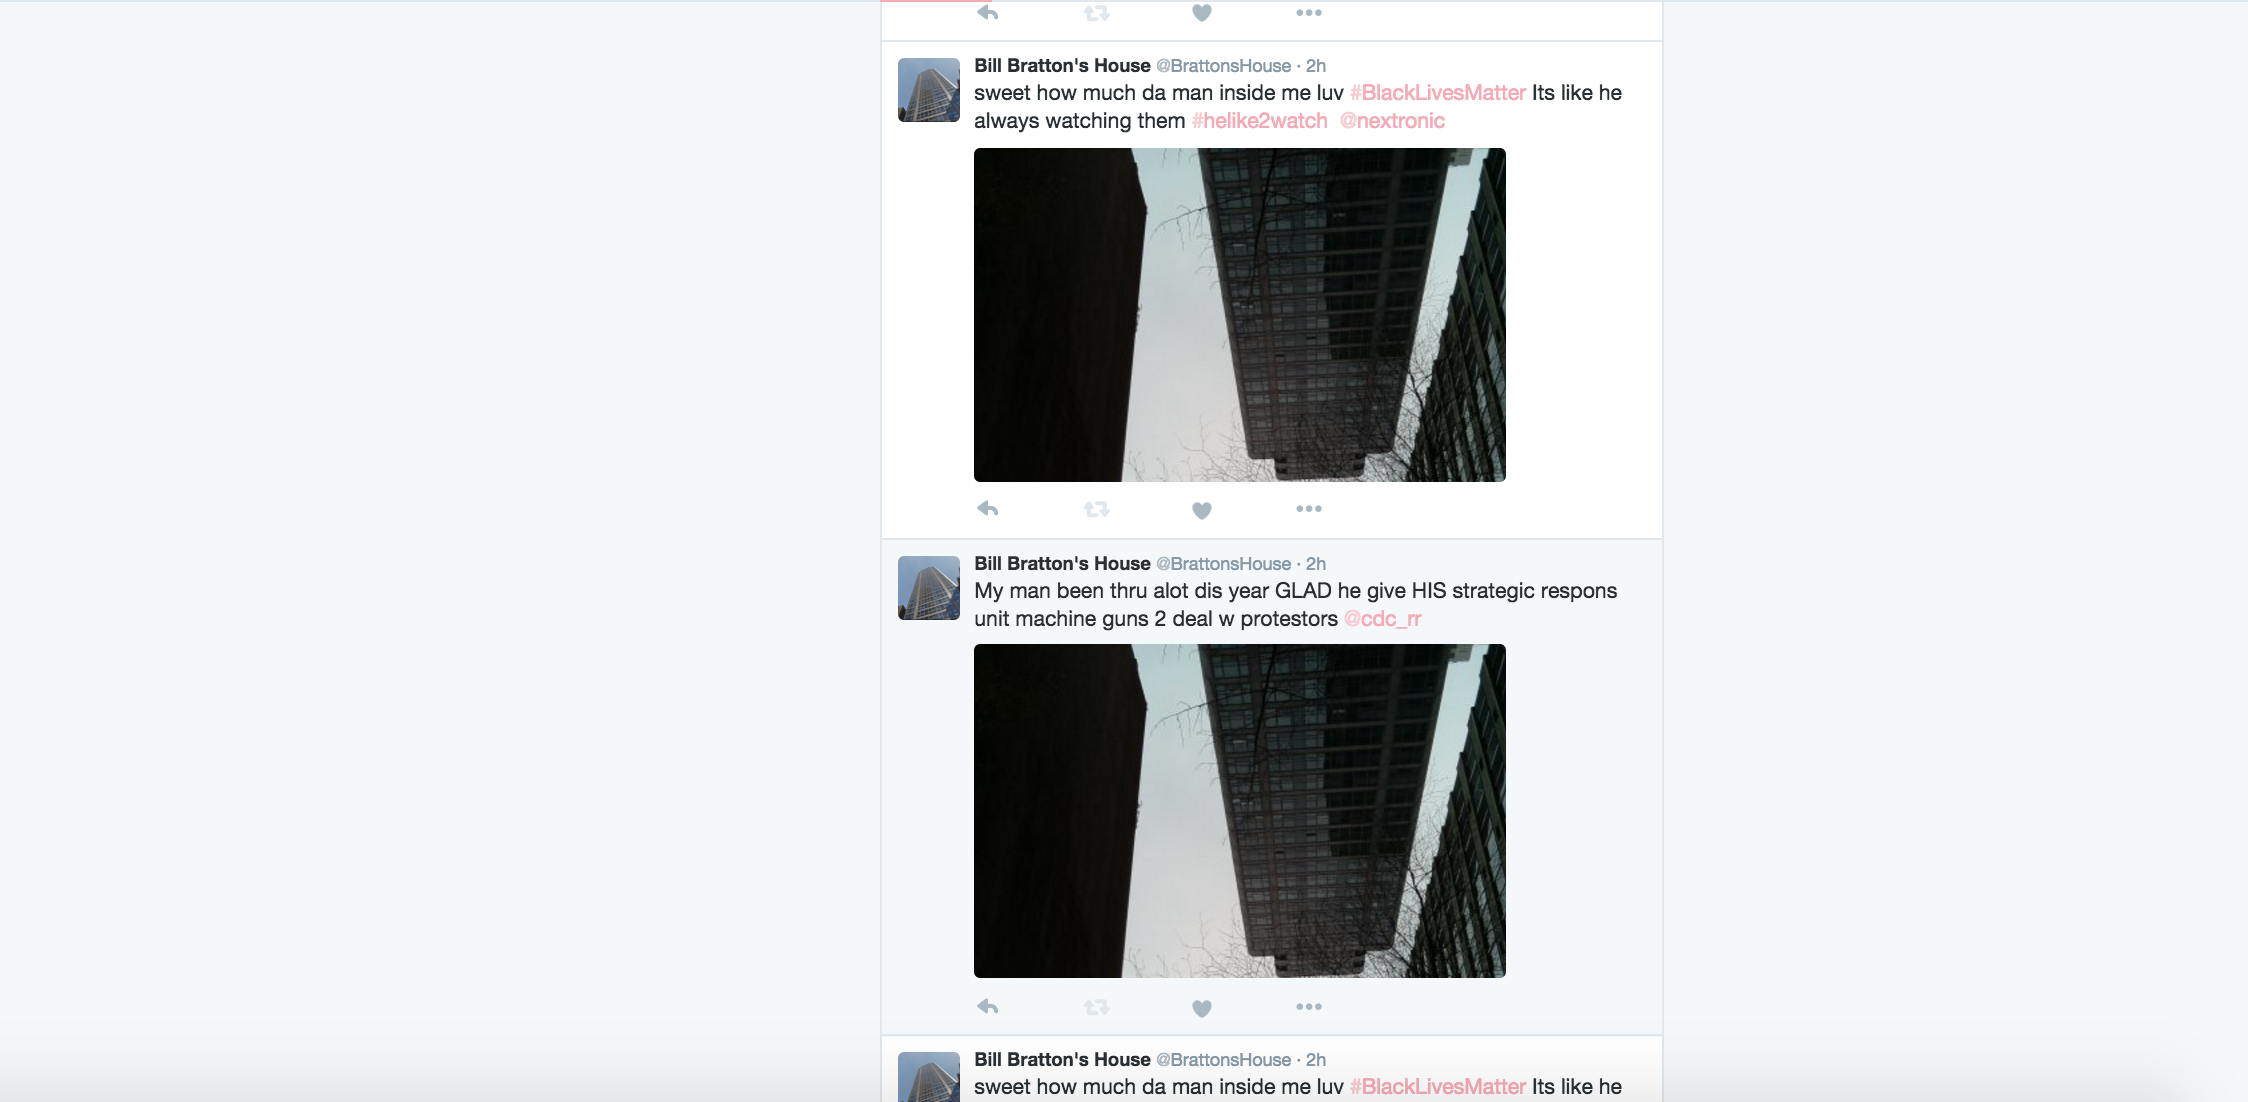 Bill Bratton's House @BrattonsHouse · 2h
sweet how much da man inside me luv #BlackLivesMatter Its like he
always watching them #helike2watch @nextronic
Bill Bratton's House @BrattonsHouse · 2h
My man been thru alot dis year GLAD he give HIS strategic respons
unit machine guns 2 deal w protestors @cdc_rr
Bill Bratton's House @BrattonsHouse · 2h
sweet how much da man inside me luv #BlackLivesMatter Its like he